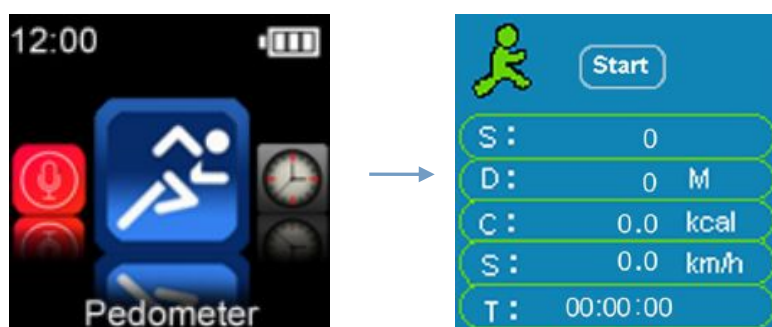 12:00
Pedometer
Start
S: 0
D: 0 M
C: 0.0 kcal
S: 0.0 km/h
T: 00:00:00